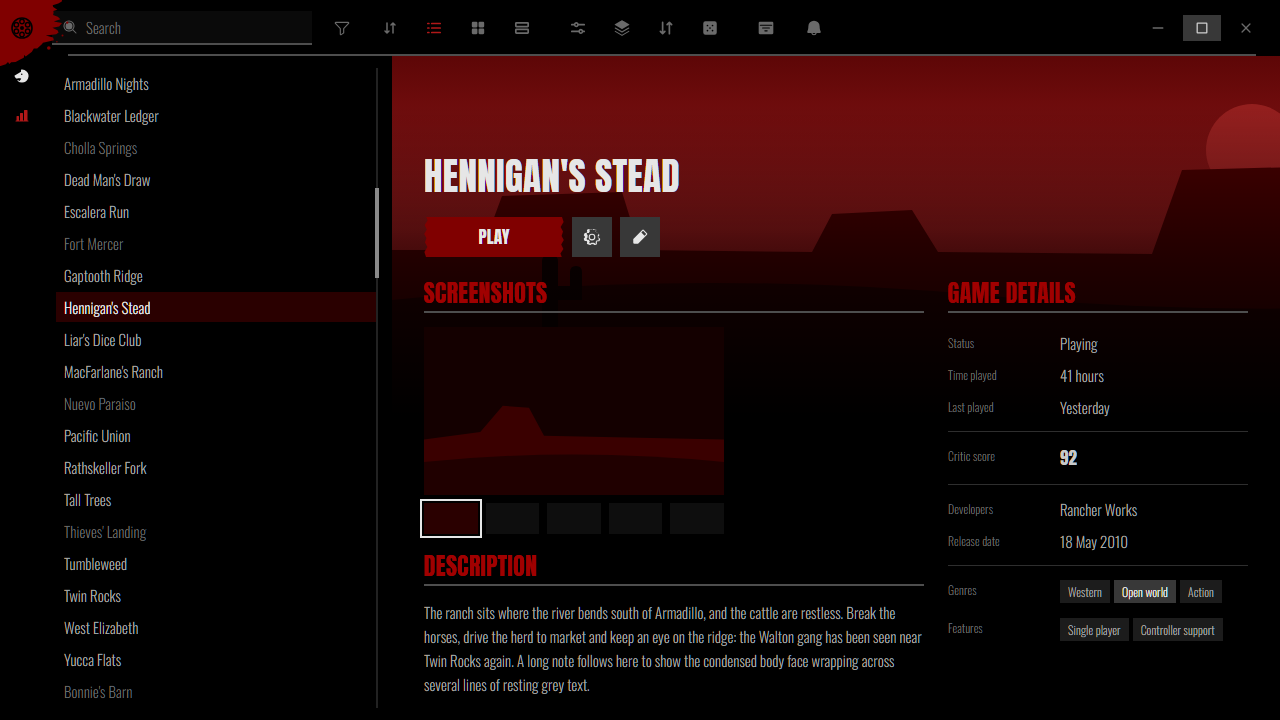 Search
Armadillo Nights
Blackwater Ledger
Cholla Springs
Dead Man's Draw
Escalera Run
Fort Mercer
Gaptooth Ridge
Hennigan's Stead
Liar's Dice Club
MacFarlane's Ranch
Nuevo Paraiso
Pacific Union
Rathskeller Fork
Tall Trees
Thieves' Landing
Tumbleweed
Twin Rocks
West Elizabeth
Yucca Flats
Bonnie's Barn
HENNIGAN'S STEAD
PLAY
SCREENSHOTS
DESCRIPTION
The ranch sits where the river bends south of Armadillo, and the cattle are restless. Break the
horses, drive the herd to market and keep an eye on the ridge: the Walton gang has been seen near
Twin Rocks again. A long note follows here to show the condensed body face wrapping across
several lines of resting grey text.
GAME DETAILS
Status Playing
Time played 41 hours
Last played Yesterday
Critic score 92
Developers Rancher Works
Release date 18 May 2010
Genres Western Open world Action
Features Single player Controller support